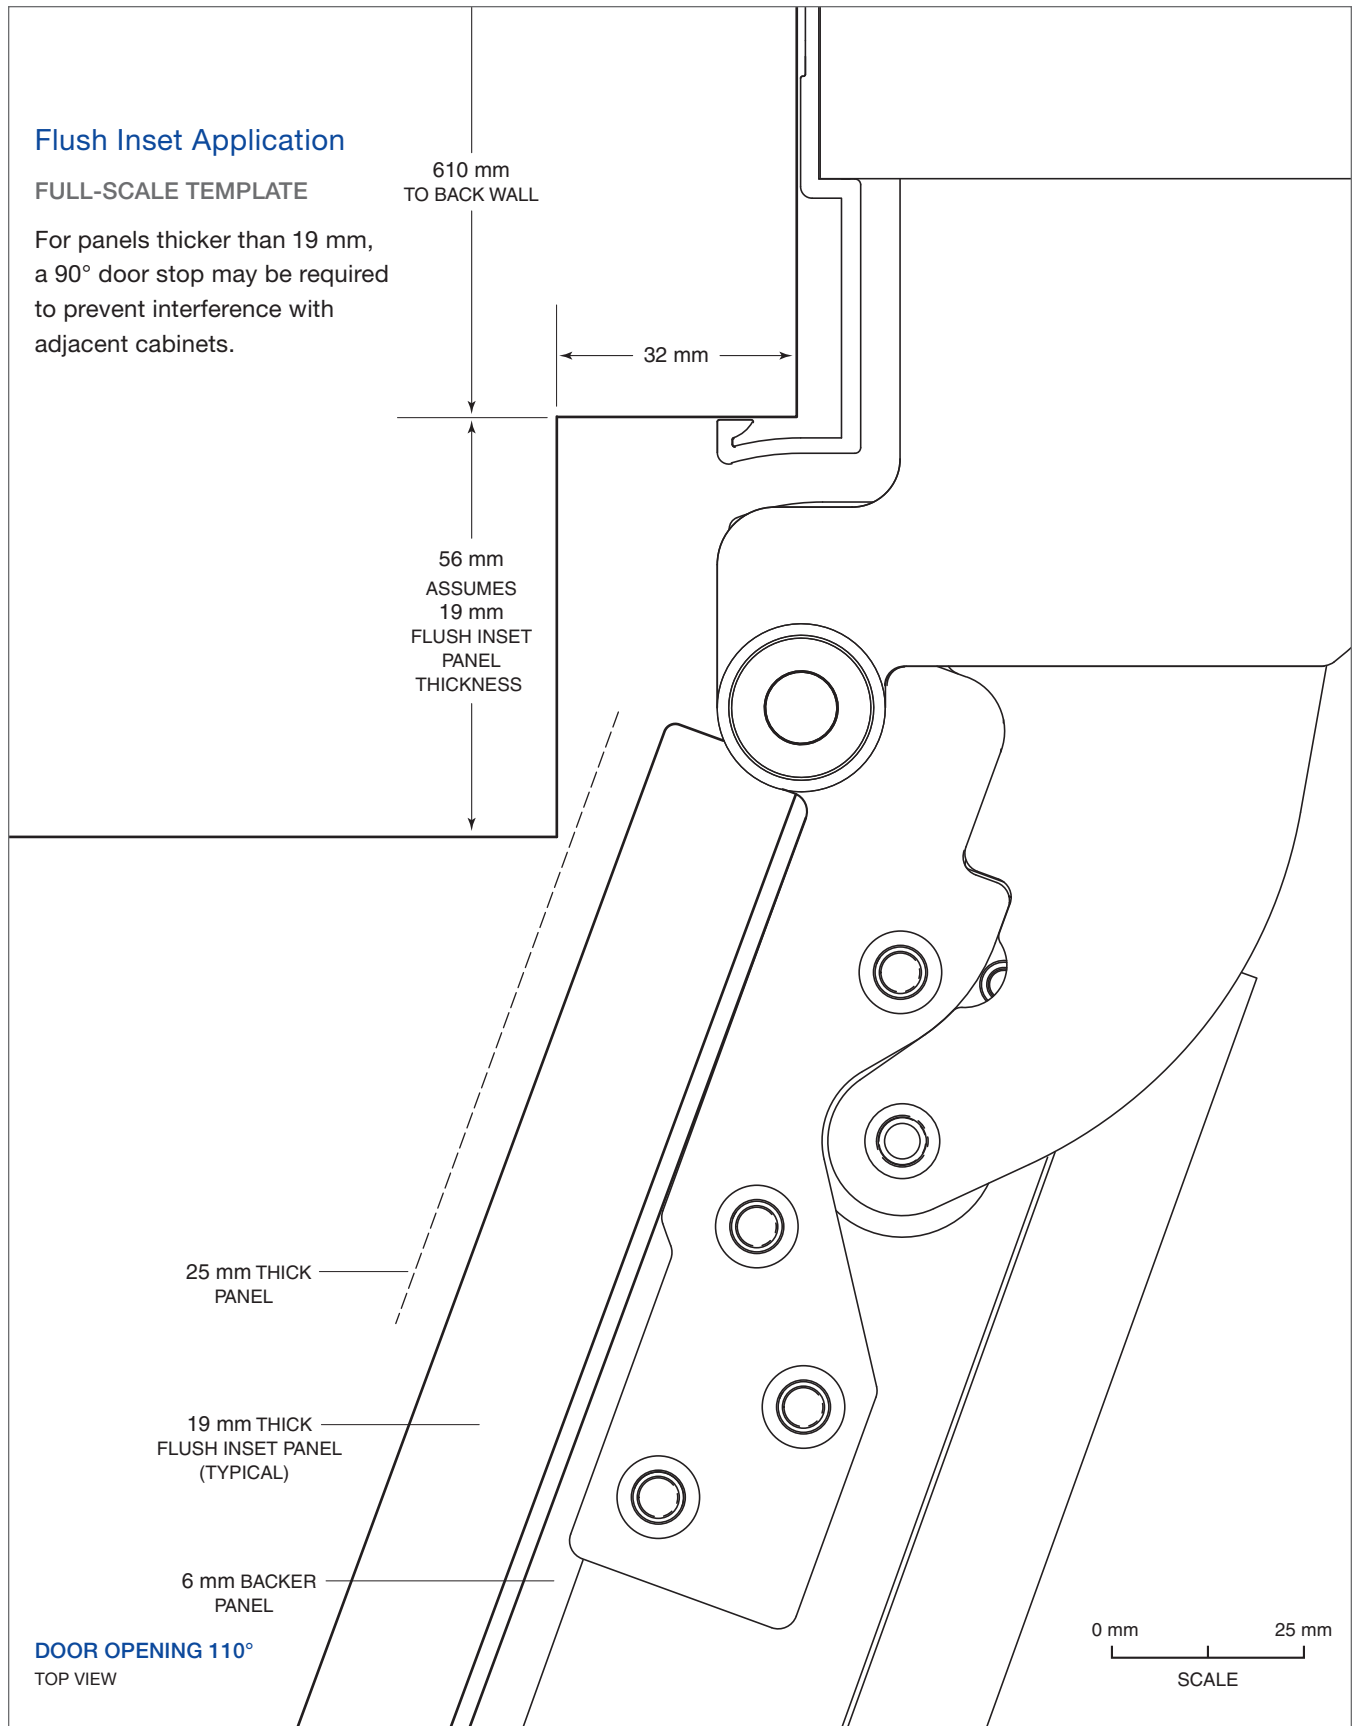 Flush Inset Application
FULL-SCALE TEMPLATE
For panels thicker than 19 mm,
a 90° door stop may be required
to prevent interference with
adjacent cabinets.
610 mm
TO BACK WALL
32 mm
56 mm
ASSUMES
19 mm
FLUSH INSET
PANEL
THICKNESS
25 mm THICK
PANEL
19 mm THICK
FLUSH INSET PANEL
(TYPICAL)
6 mm BACKER
PANEL
DOOR OPENING 110°
TOP VIEW
0 mm 25 mm
SCALE